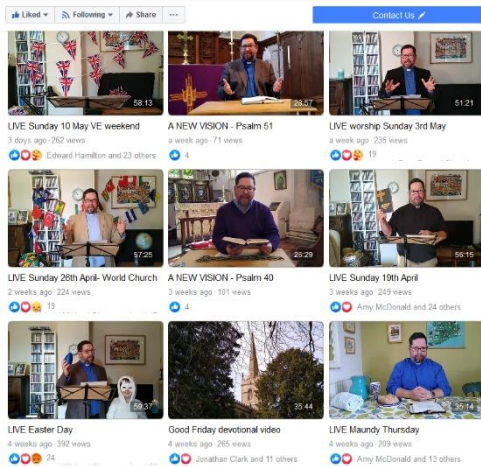 Liked
Following
Share
Contact Us
58:13
28:57
51:21
LIVE Sunday 10 May VE weekend
A NEW VISION - Psalm 51
LIVE worship Sunday 3rd May
3 days ago · 262 views
a week ago · 71 views
a week ago · 235 views
Edward Hamilton and 23 others
4
19
57:25
26:29
56:15
LIVE Sunday 26th April- World Church
A NEW VISION - Psalm 40
LIVE Sunday 19th April
2 weeks ago · 224 views
3 weeks ago · 101 views
3 weeks ago · 249 views
19
4
Amy McDonald and 24 others
59:37
35:44
35:14
LIVE Easter Day
Good Friday devotional video
LIVE Maundy Thursday
4 weeks ago · 392 views
4 weeks ago · 265 views
4 weeks ago · 209 views
24
Jonathan Clark and 11 others
Amy McDonald and 13 others